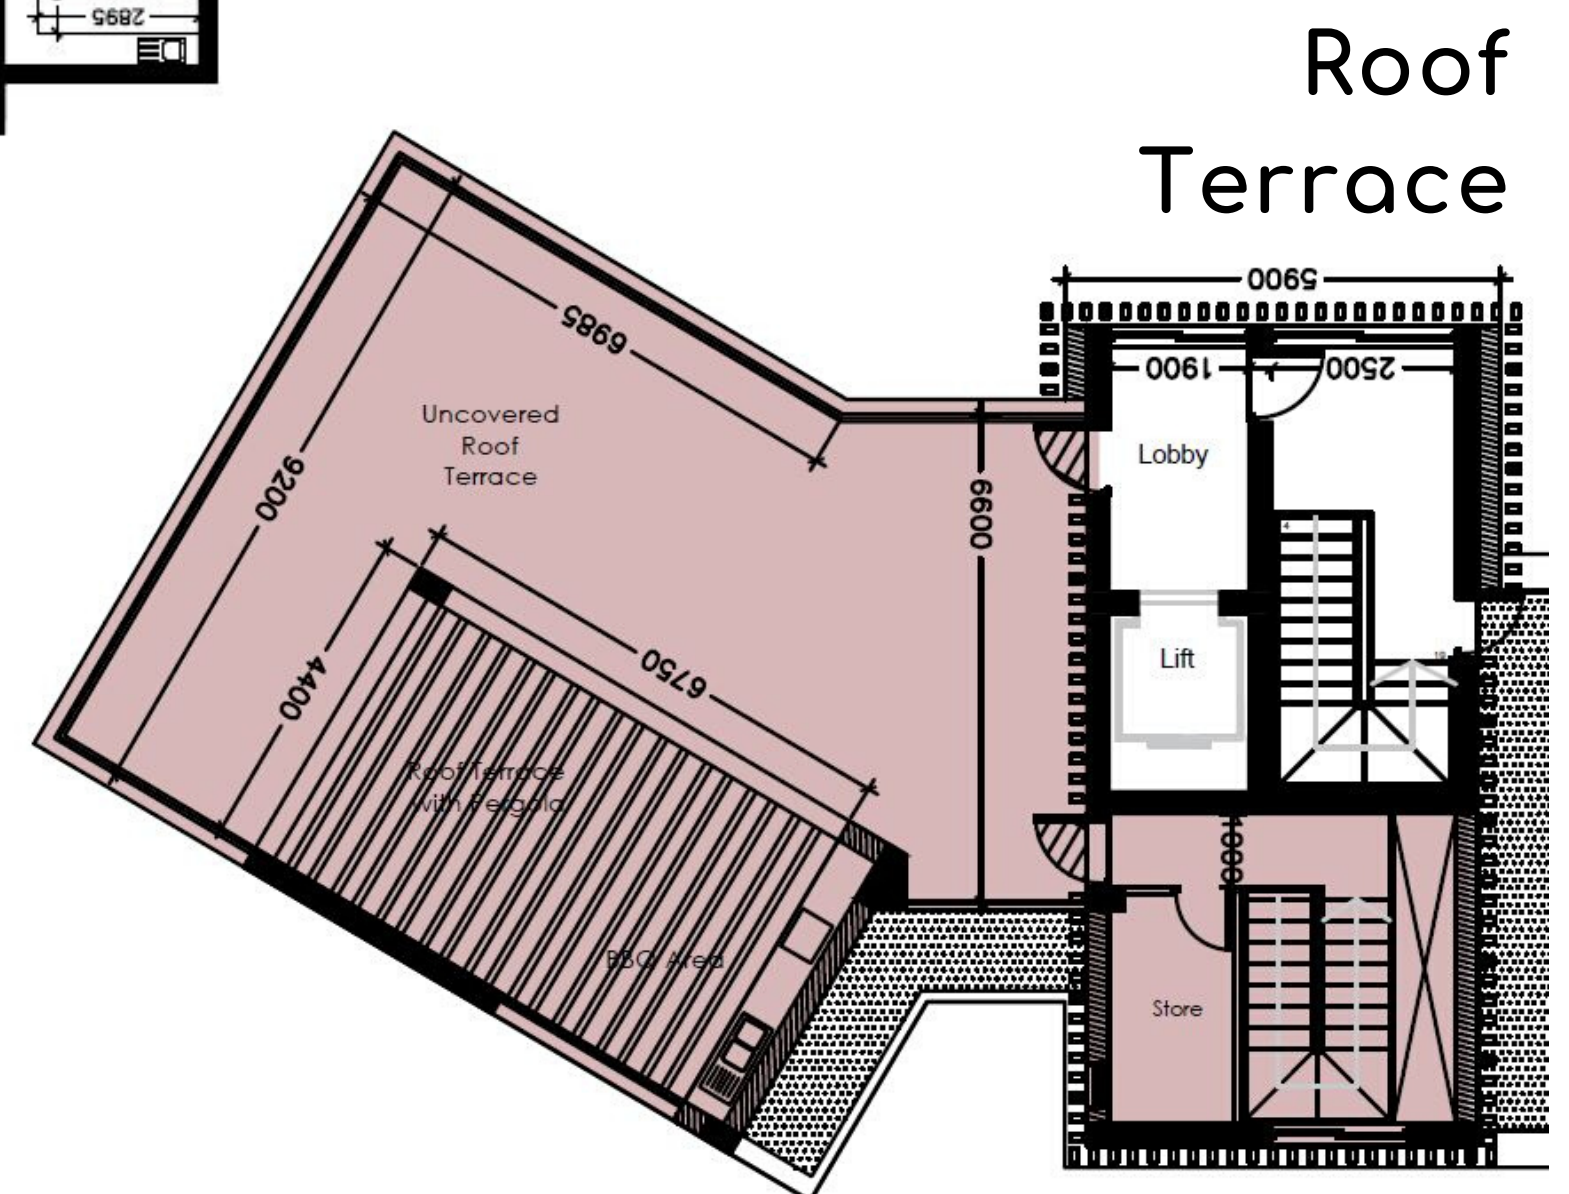 2895
Roof
Terrace
5900
6985
1900
2500
Uncovered
Roof
Terrace
Lobby
9200
6600
4
4400
6750
Lift
Roof Terrace
with Pergola
1000
BBQ Area
Store